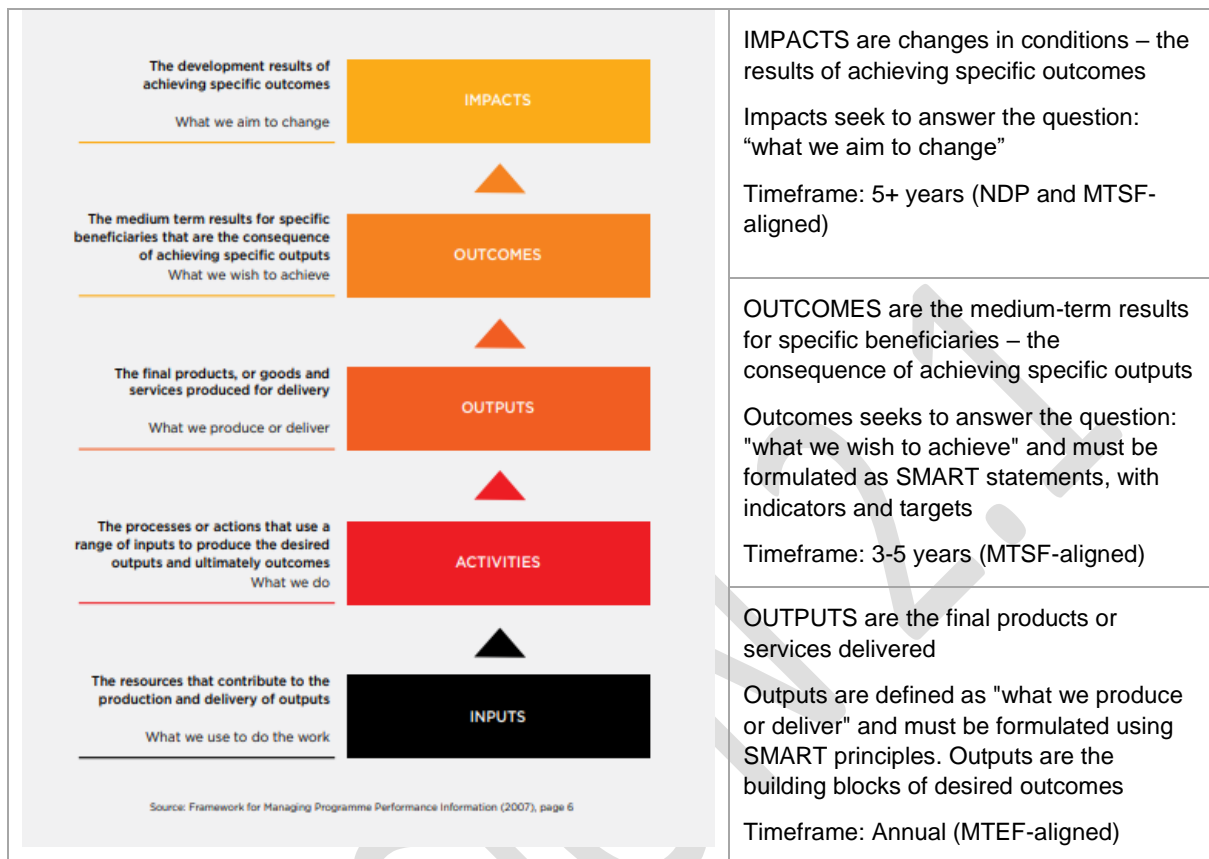 The development results of
achieving specific outcomes
What we aim to change
IMPACTS
The medium term results for specific
beneficiaries that are the consequence
of achieving specific outputs
What we wish to achieve
OUTCOMES
The final products, or goods and
services produced for delivery
What we produce or deliver
OUTPUTS
The processes or actions that use a
range of inputs to produce the desired
outputs and ultimately outcomes
What we do
ACTIVITIES
The resources that contribute to the
production and delivery of outputs
What we use to do the work
INPUTS
Source: Framework for Managing Programme Performance Information (2007), page 6
IMPACTS are changes in conditions – the
results of achieving specific outcomes
Impacts seek to answer the question:
“what we aim to change”
Timeframe: 5+ years (NDP and MTSF-
aligned)
OUTCOMES are the medium-term results
for specific beneficiaries – the
consequence of achieving specific outputs
Outcomes seeks to answer the question:
"what we wish to achieve" and must be
formulated as SMART statements, with
indicators and targets
Timeframe: 3-5 years (MTSF-aligned)
OUTPUTS are the final products or
services delivered
Outputs are defined as "what we produce
or deliver" and must be formulated using
SMART principles. Outputs are the
building blocks of desired outcomes
Timeframe: Annual (MTEF-aligned)
2.1